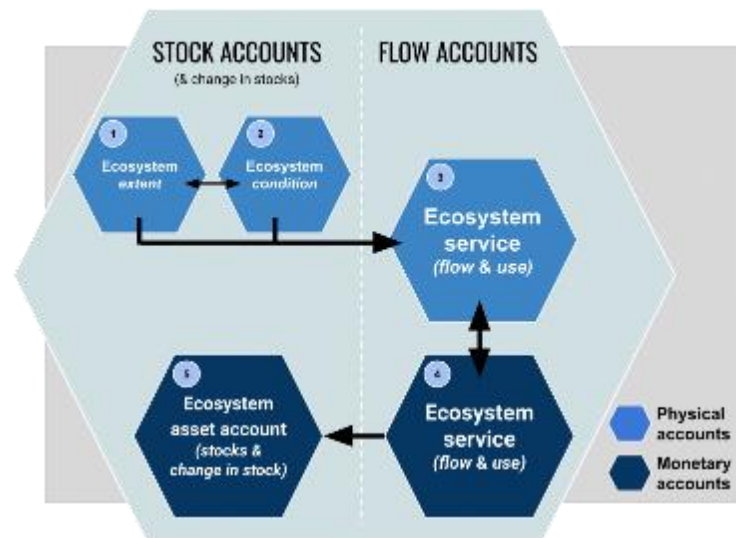 STOCK ACCOUNTS
(& change in stocks)
FLOW ACCOUNTS
1
Ecosystem
extent
2
Ecosystem
condition
3
Ecosystem
service
(flow & use)
5
Ecosystem
asset account
(stocks &
change in stock)
4
Ecosystem
service
(flow & use)
Physical
accounts
Monetary
accounts